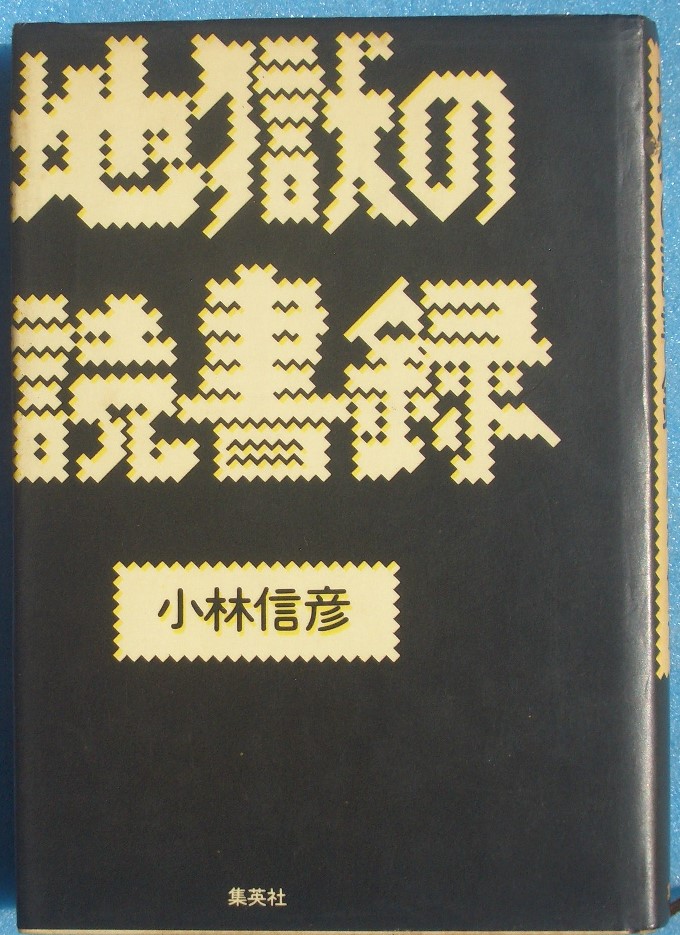 地獄の
読書録
小林信彦
集英社